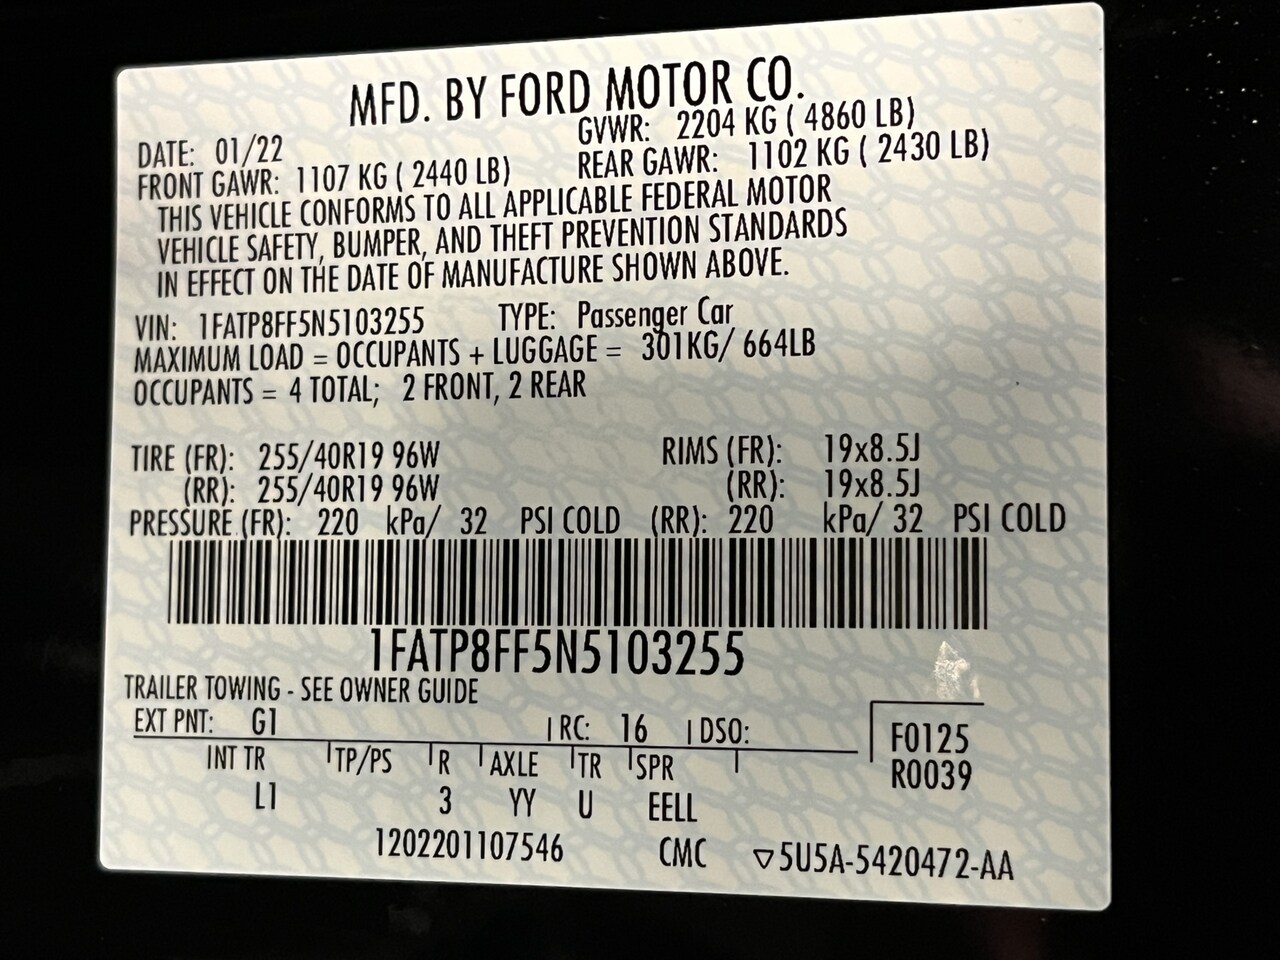 MFD. BY FORD MOTOR CO.
DATE: 01/22 GVWR: 2204 KG ( 4860 LB)
FRONT GAWR: 1107 KG ( 2440 LB) REAR GAWR: 1102 KG ( 2430 LB)
THIS VEHICLE CONFORMS TO ALL APPLICABLE FEDERAL MOTOR
VEHICLE SAFETY, BUMPER, AND THEFT PREVENTION STANDARDS
IN EFFECT ON THE DATE OF MANUFACTURE SHOWN ABOVE.
VIN: 1FATP8FF5N5103255 TYPE: Passenger Car
MAXIMUM LOAD = OCCUPANTS + LUGGAGE = 301KG/ 664LB
OCCUPANTS = 4 TOTAL; 2 FRONT, 2 REAR
TIRE (FR): 255/40R19 96W RIMS (FR): 19x8.5J
(RR): 255/40R19 96W (RR): 19x8.5J
PRESSURE (FR): 220 kPa/ 32 PSI COLD (RR): 220 kPa/ 32 PSI COLD
1FATP8FF5N5103255
TRAILER TOWING - SEE OWNER GUIDE
EXT PNT: G1 RC: 16 DSO: F0125
INT TR TP/PS R AXLE TR SPR R0039
L1 3 YY U EELL
1202201107546 CMC ▽5U5A-5420472-AA